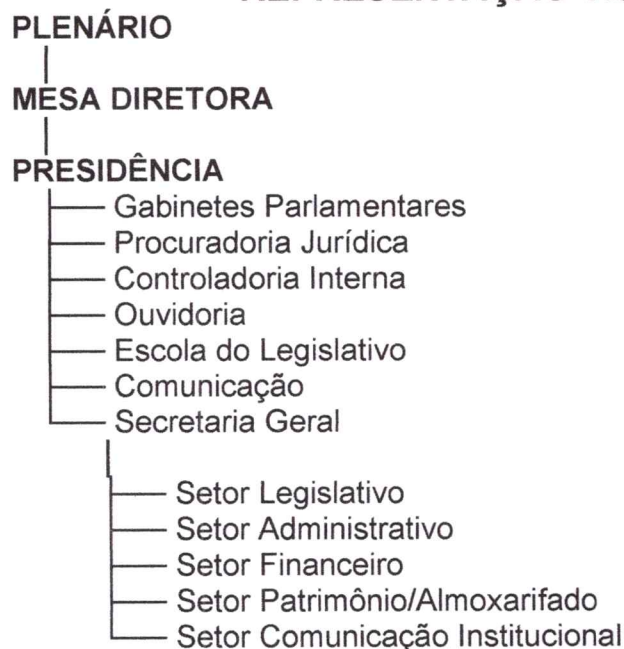 PLENÁRIO
MESA DIRETORA
PRESIDÊNCIA
Gabinetes Parlamentares
Procuradoria Jurídica
Controladoria Interna
Ouvidoria
Escola do Legislativo
Comunicação
Secretaria Geral
Setor Legislativo
Setor Administrativo
Setor Financeiro
Setor Patrimônio/Almoxarifado
Setor Comunicação Institucional